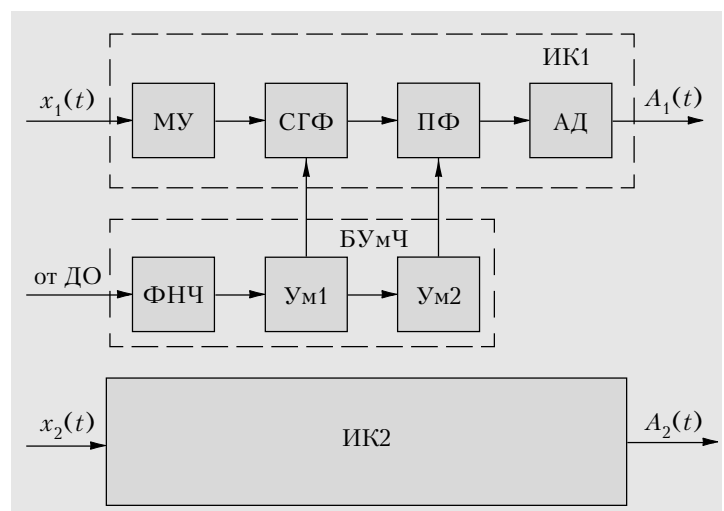 ИК1
x₁(t)
A₁(t)
МУ
СГФ
ПФ
АД
БУмЧ
от ДО
ФНЧ
Ум1
Ум2
x₂(t)
ИК2
A₂(t)